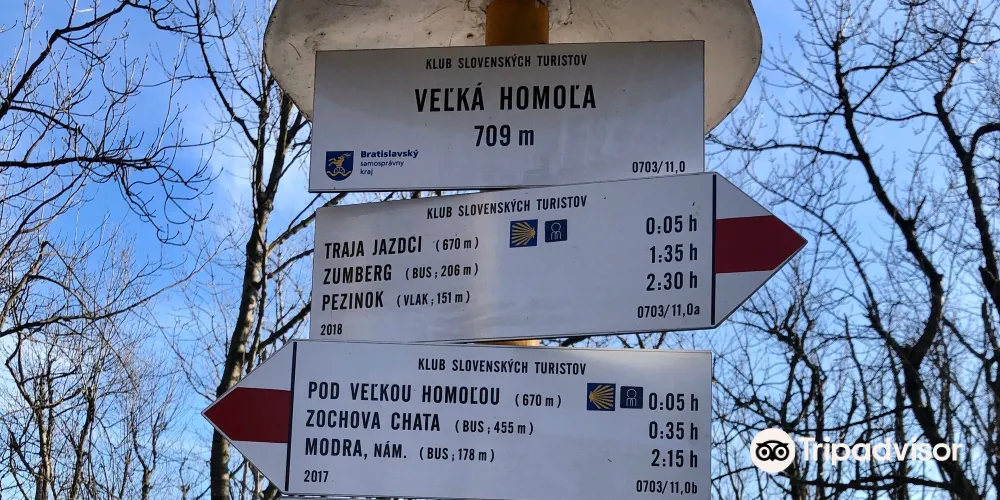 KLUB SLOVENSKÝCH TURISTOV
VEĽKÁ HOMOĽA
709 m
Bratislavský
samosprávny
kraj
0703/11,0
KLUB SLOVENSKÝCH TURISTOV
TRAJA JAZDCI (670 m) 0:05 h
ZUMBERG (BUS; 206 m) 1:35 h
PEZINOK (VLAK; 151 m) 2:30 h
2018 0703/11,0a
KLUB SLOVENSKÝCH TURISTOV
POD VEĽKOU HOMOĽOU (670 m) 0:05 h
ZOCHOVA CHATA (BUS; 455 m) 0:35 h
MODRA, NÁM. (BUS; 178 m) 2:15 h
2017 0703/11,0b
Tripadvisor